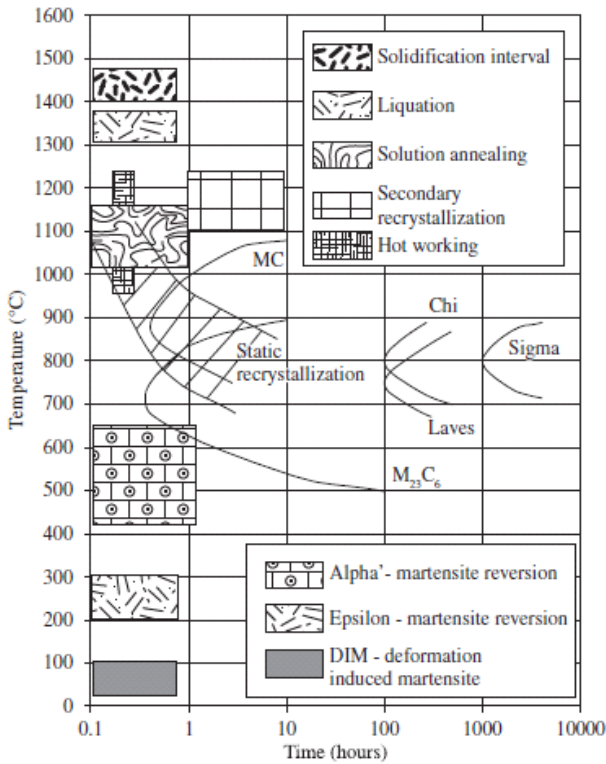 1600
1500
1400
1300
1200
1100
1000
900
800
700
600
500
400
300
200
100
0
Temperature (°C)
Solidification interval
Liquation
Solution annealing
Secondary
recrystallization
Hot working
MC
Chi
Static
recrystallization
Sigma
Laves
M₂₃C₆
Alpha’- martensite reversion
Epsilon - martensite reversion
DIM - deformation
induced martensite
0.1 1 10 100 1000 10000
Time (hours)